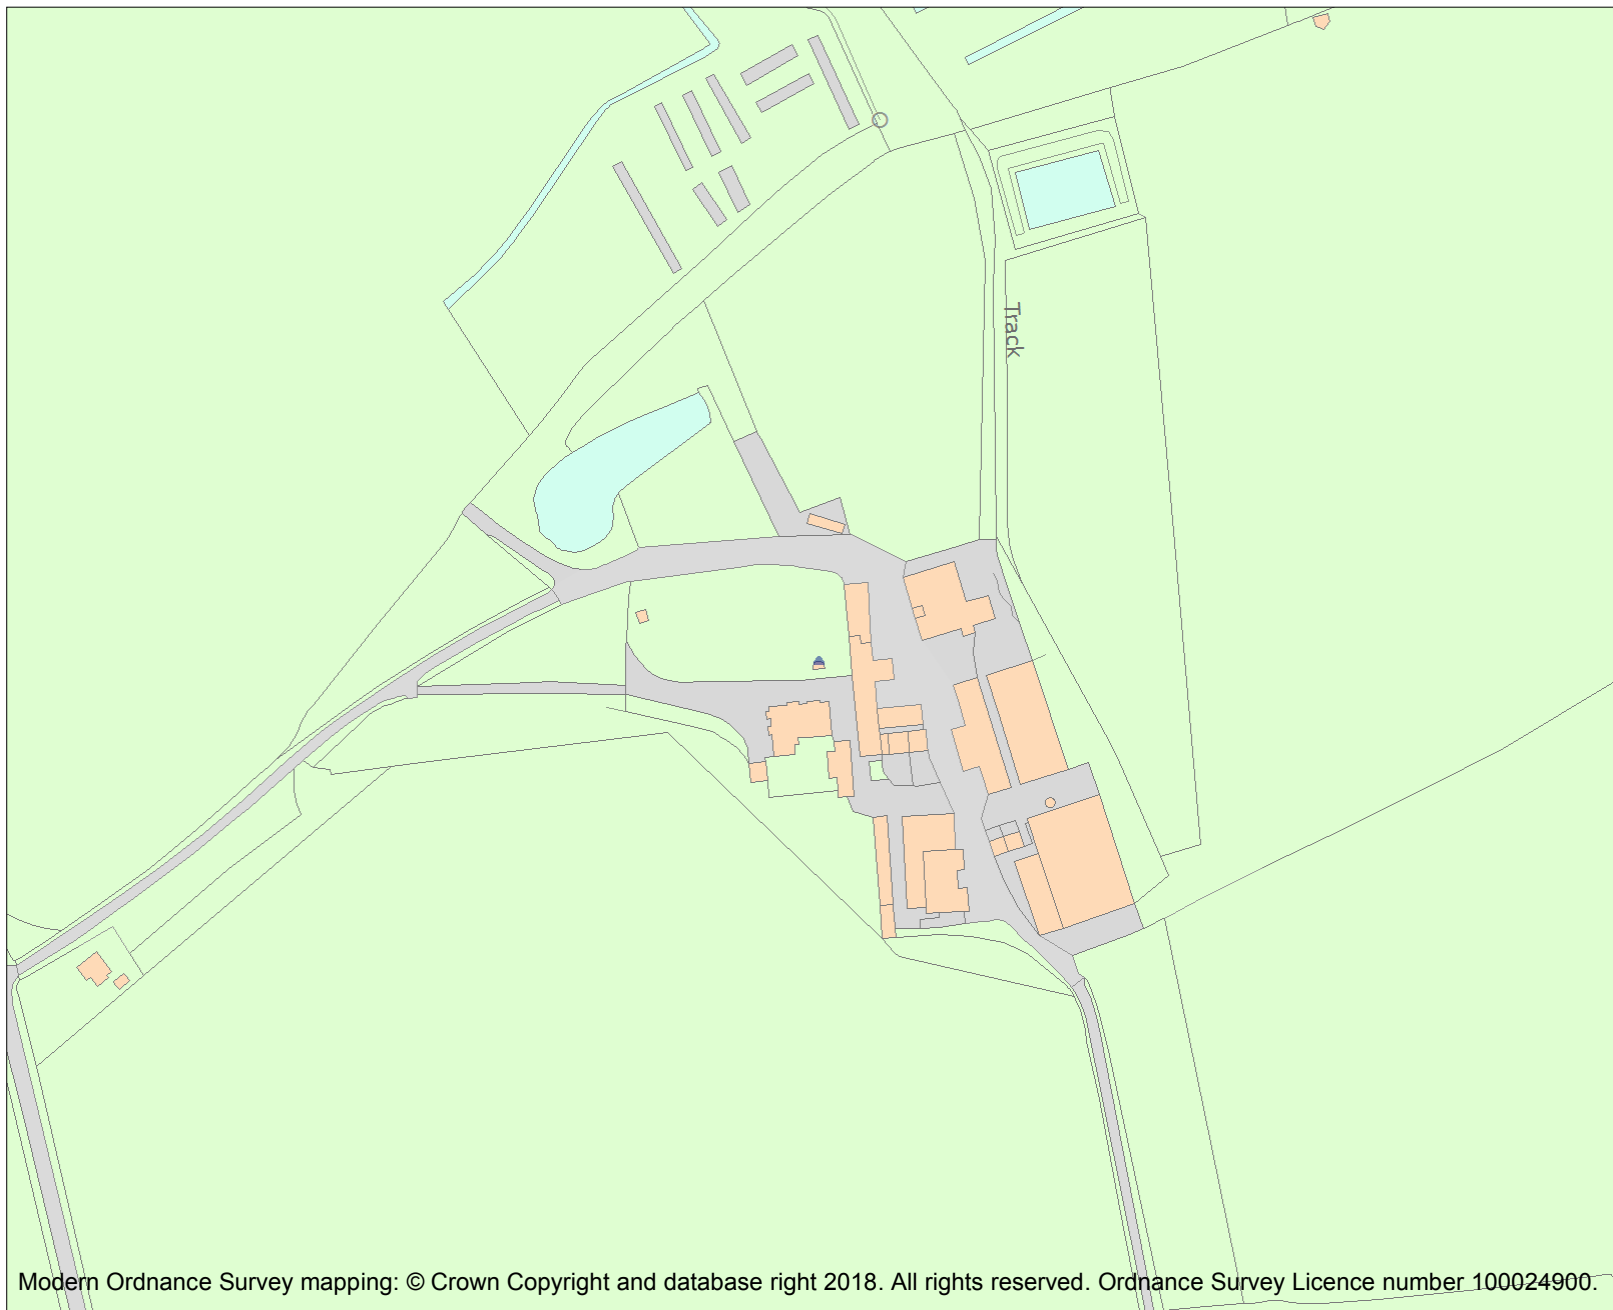 Track
Modern Ordnance Survey mapping: © Crown Copyright and database right 2018. All rights reserved. Ordnance Survey Licence number 100024900.